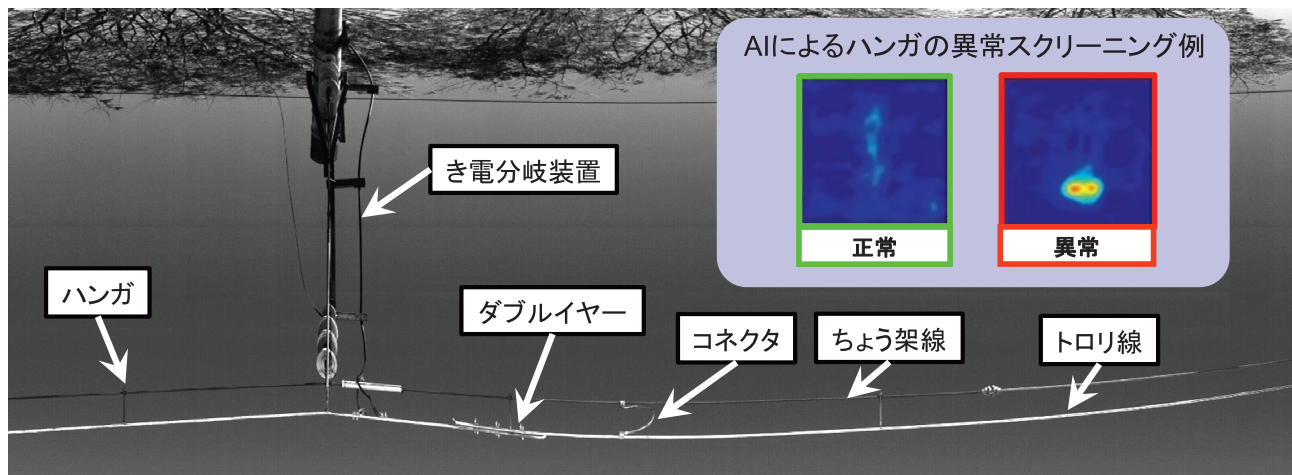 AIによるハンガの異常スクリーニング例
正常
異常
き電分岐装置
ハンガ
ダブルイヤー
コネクタ
ちょう架線
トロリ線